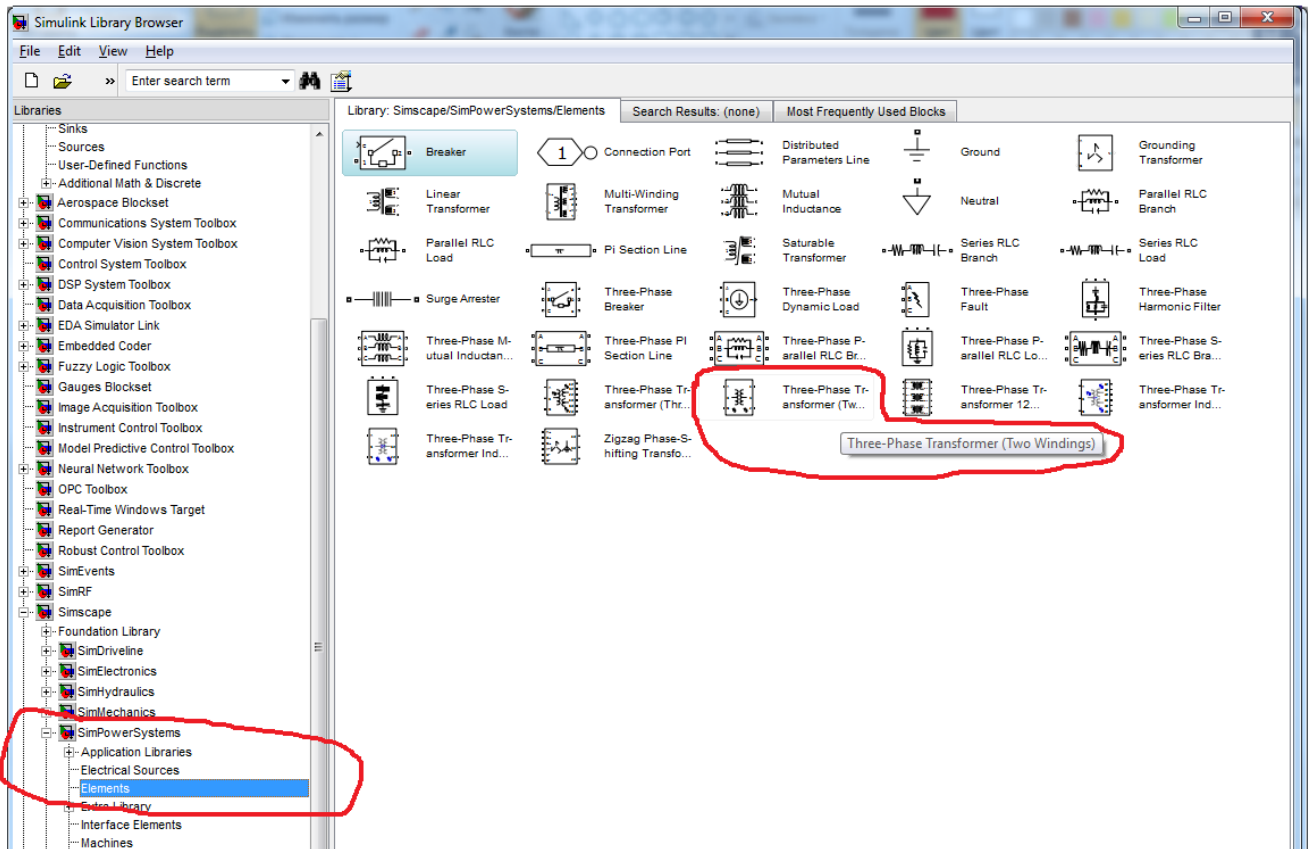 Simulink Library Browser
File Edit View Help
» Enter search term
Libraries
Sinks
Sources
User-Defined Functions
Additional Math & Discrete
Aerospace Blockset
Communications System Toolbox
Computer Vision System Toolbox
Control System Toolbox
DSP System Toolbox
Data Acquisition Toolbox
EDA Simulator Link
Embedded Coder
Fuzzy Logic Toolbox
Gauges Blockset
Image Acquisition Toolbox
Instrument Control Toolbox
Model Predictive Control Toolbox
Neural Network Toolbox
OPC Toolbox
Real-Time Windows Target
Report Generator
Robust Control Toolbox
SimEvents
SimRF
Simscape
Foundation Library
SimDriveline
SimElectronics
SimHydraulics
SimMechanics
SimPowerSystems
Application Libraries
Electrical Sources
Elements
Extra Library
Interface Elements
Machines
Library: Simscape/SimPowerSystems/Elements
Search Results: (none)
Most Frequently Used Blocks
Breaker
1
Connection Port
Distributed
Parameters Line
Ground
Grounding
Transformer
Linear
Transformer
Multi-Winding
Transformer
Mutual
Inductance
Neutral
Parallel RLC
Branch
Parallel RLC
Load
Pi Section Line
Saturable
Transformer
Series RLC
Branch
Series RLC
Load
Surge Arrester
Three-Phase
Breaker
Three-Phase
Dynamic Load
Three-Phase
Fault
Three-Phase
Harmonic Filter
Three-Phase M-
utual Inductan...
Three-Phase PI
Section Line
Three-Phase P-
arallel RLC Br...
Three-Phase P-
arallel RLC Lo...
Three-Phase S-
eries RLC Bra...
Three-Phase S-
eries RLC Load
Three-Phase Tr-
ansformer (Thr...
Three-Phase Tr-
ansformer (Tw...
Three-Phase Tr-
ansformer 12...
Three-Phase Tr-
ansformer Ind...
Three-Phase Tr-
ansformer Ind...
Zigzag Phase-S-
hifting Transfo...
Three-Phase Transformer (Two Windings)